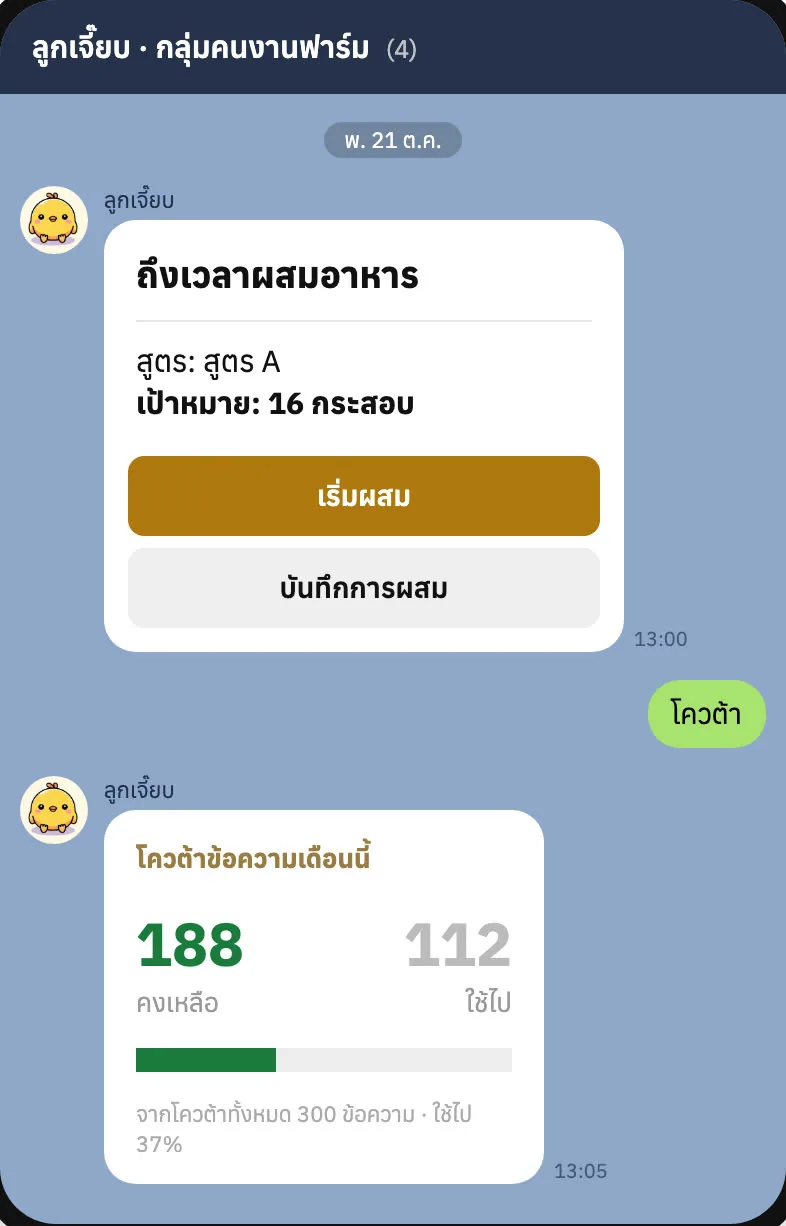 ลูกเจี๊ยบ · กลุ่มคนงานฟาร์ม (4)
พ. 21 ต.ค.
ลูกเจี๊ยบ
ถึงเวลาผสมอาหาร
สูตร: สูตร A
เป้าหมาย: 16 กระสอบ
เริ่มผสม
บันทึกการผสม
13:00
โควต้า
ลูกเจี๊ยบ
โควต้าข้อความเดือนนี้
188 112
คงเหลือ ใช้ไป
จากโควต้าทั้งหมด 300 ข้อความ · ใช้ไป
37%
13:05